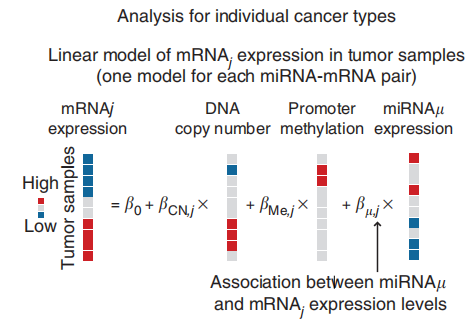 Analysis for individual cancer types
Linear model of mRNAj expression in tumor samples
(one model for each miRNA-mRNA pair)
mRNAj expression
DNA copy number
Promoter methylation
miRNAμ expression
High
Low
Tumor samples
= β0 + βCN,j × + βMe,j × + βμ,j ×
Association between miRNAμ
and mRNAj expression levels